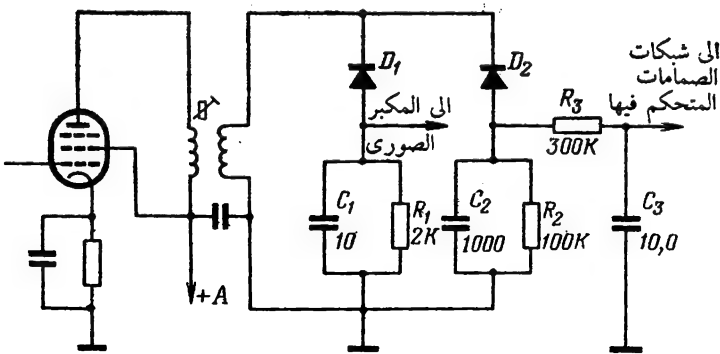 D₁
D₂
الى شبكات
الصمامات
المتحكم فيها
الى المكبر
الصورى
R₃
300K
C₁
10
R₁
2K
C₂
1000
R₂
100K
C₃
10,0
+A